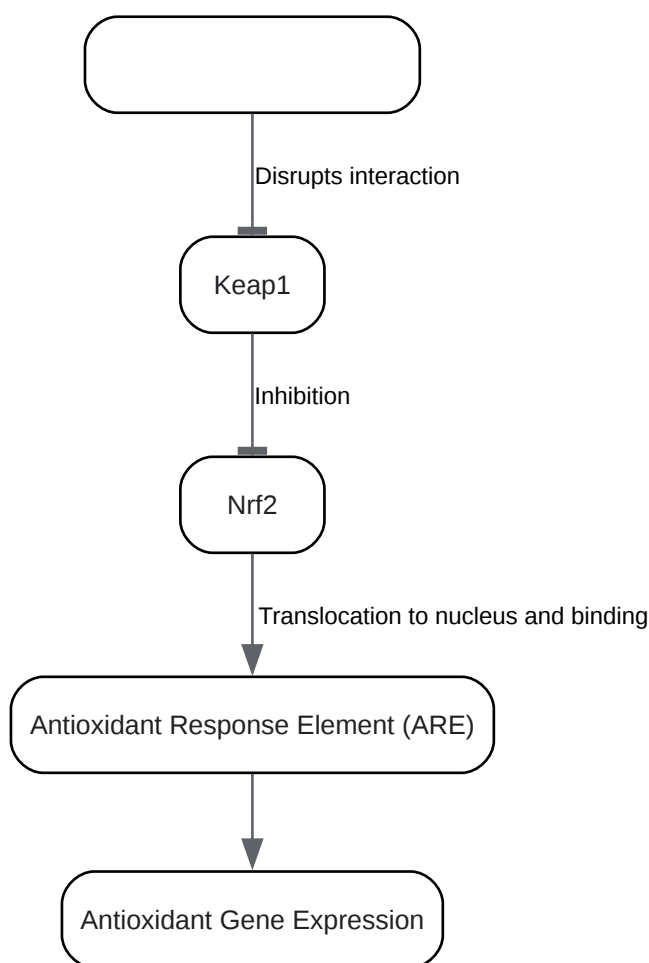 Disrupts interaction
Keap1
Inhibition
Nrf2
Translocation to nucleus and binding
Antioxidant Response Element (ARE)
Antioxidant Gene Expression